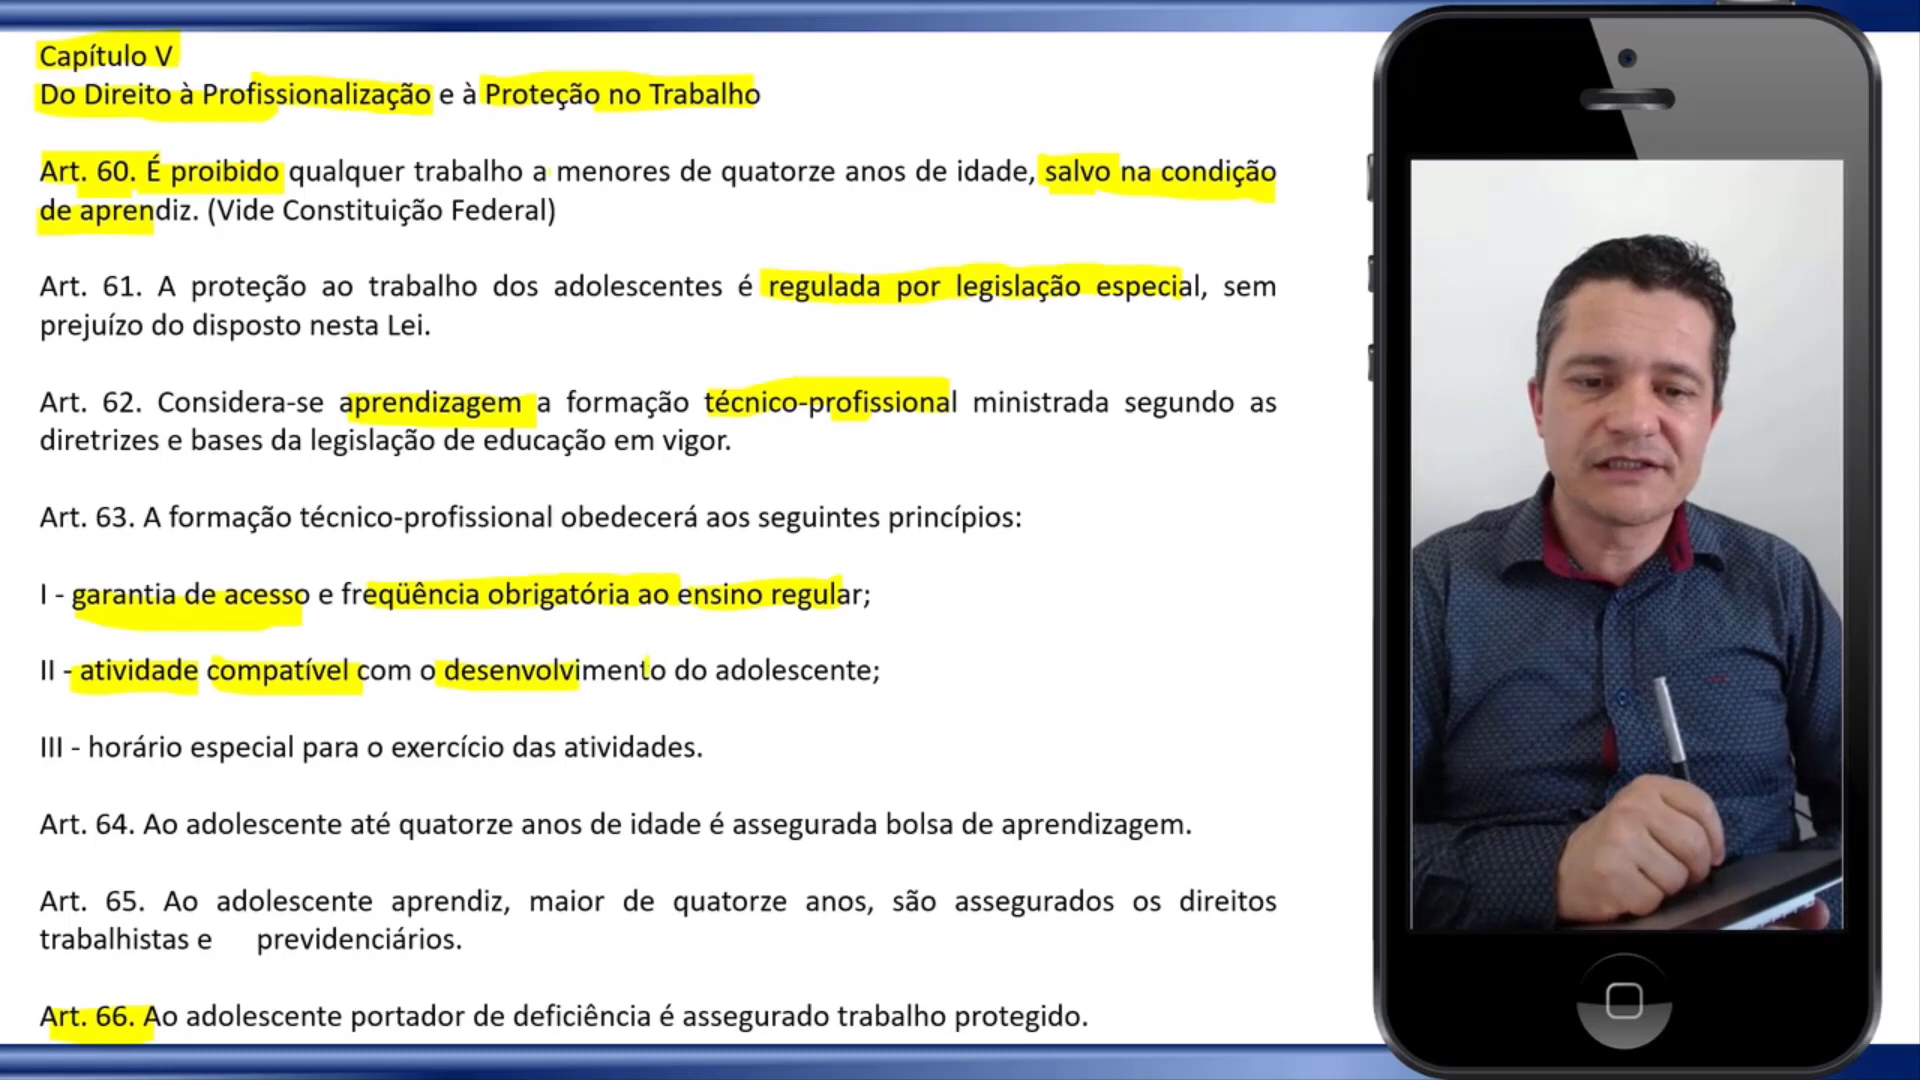 Capítulo V
Do Direito à Profissionalização e à Proteção no Trabalho
Art. 60. É proibido qualquer trabalho a menores de quatorze anos de idade, salvo na condição
de aprendiz. (Vide Constituição Federal)
Art. 61. A proteção ao trabalho dos adolescentes é regulada por legislação especial, sem
prejuízo do disposto nesta Lei.
Art. 62. Considera-se aprendizagem a formação técnico-profissional ministrada segundo as
diretrizes e bases da legislação de educação em vigor.
Art. 63. A formação técnico-profissional obedecerá aos seguintes princípios:
I - garantia de acesso e freqüência obrigatória ao ensino regular;
II - atividade compatível com o desenvolvimento do adolescente;
III - horário especial para o exercício das atividades.
Art. 64. Ao adolescente até quatorze anos de idade é assegurada bolsa de aprendizagem.
Art. 65. Ao adolescente aprendiz, maior de quatorze anos, são assegurados os direitos
trabalhistas e previdenciários.
Art. 66. Ao adolescente portador de deficiência é assegurado trabalho protegido.